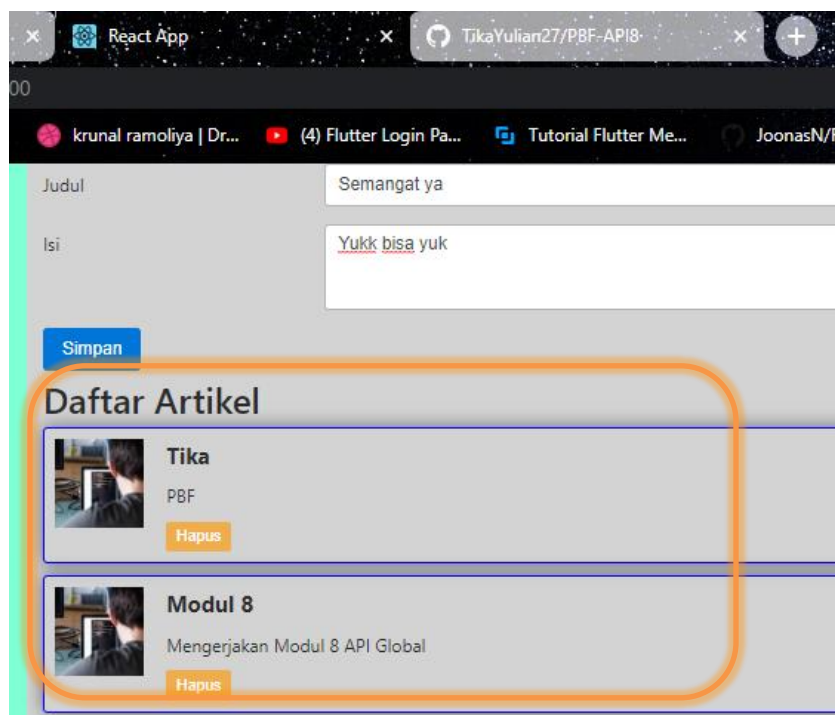 React App
TikaYulian27/PBF-API8-
00
krunal ramoliya | Dr...
(4) Flutter Login Pa...
Tutorial Flutter Me...
JoonasN/F
Judul
Semangat ya
Isi
Yukk bisa yuk
Simpan
Daftar Artikel
Tika
PBF
Hapus
Modul 8
Mengerjakan Modul 8 API Global
Hapus